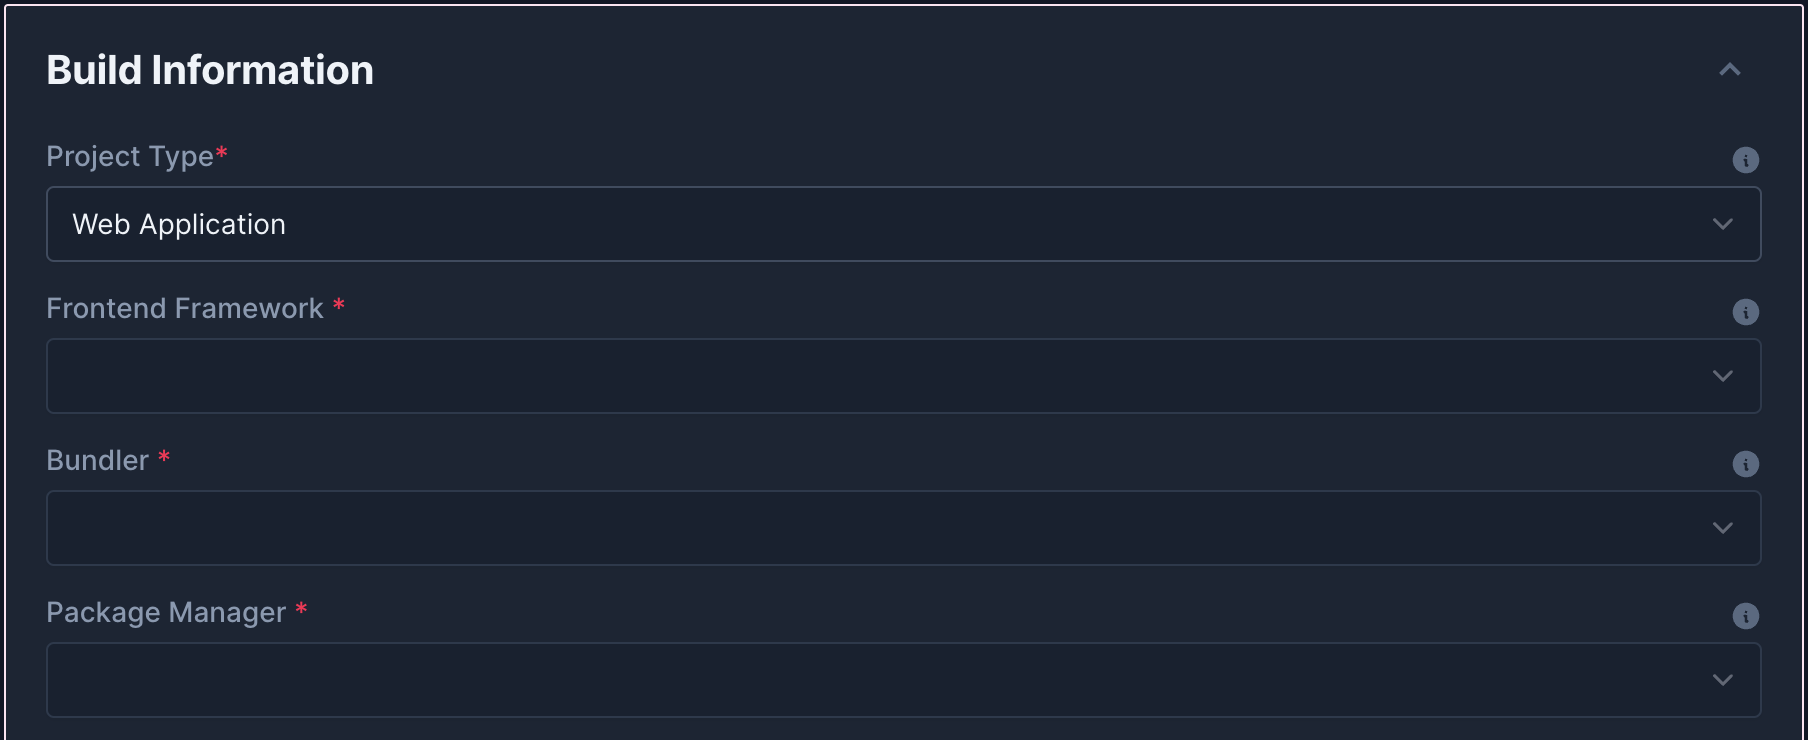 Build Information
Project Type*
Web Application
Frontend Framework *
Bundler *
Package Manager *